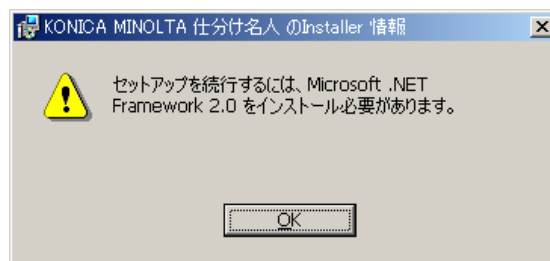 KONICA MINOLTA 仕分け名人 のInstaller 情報
セットアップを続行するには、Microsoft .NET
Framework 2.0 をインストール必要があります。
OK